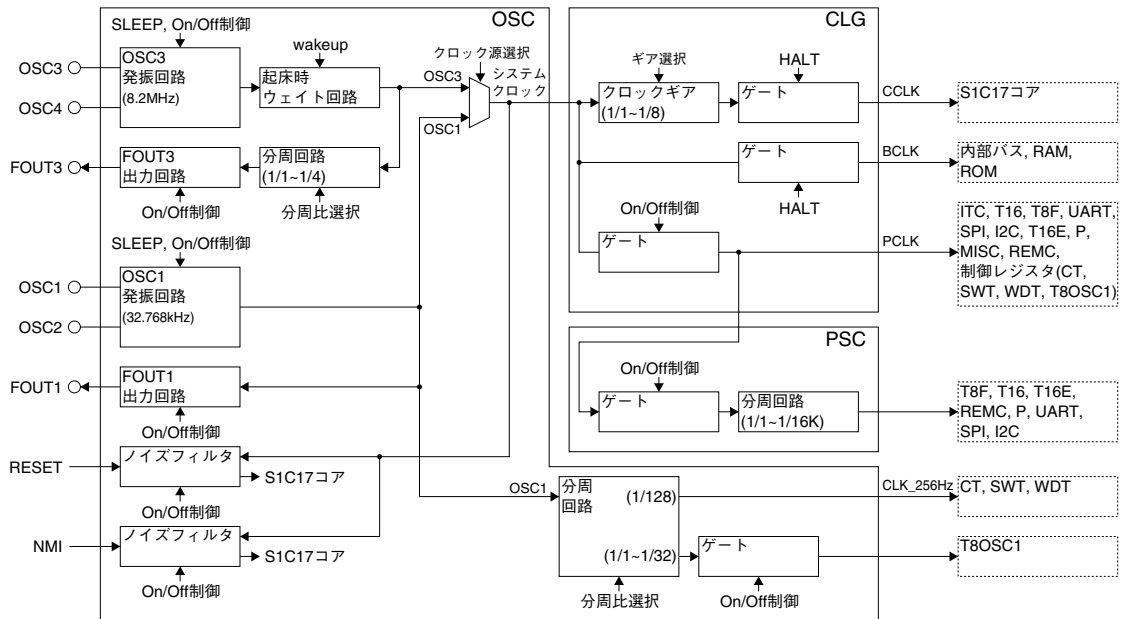 OSC
SLEEP, On/Off制御
OSC3
OSC4
OSC3
発振回路
(8.2MHz)
wakeup
起床時
ウェイト回路
クロック源選択
OSC3
OSC1
システム
クロック
FOUT3
FOUT3
出力回路
On/Off制御
分周回路
(1/1~1/4)
分周比選択
SLEEP, On/Off制御
OSC1
OSC2
OSC1
発振回路
(32.768kHz)
FOUT1
FOUT1
出力回路
On/Off制御
RESET
ノイズフィルタ
S1C17コア
On/Off制御
NMI
ノイズフィルタ
S1C17コア
On/Off制御
CLG
ギア選択
クロックギア
(1/1~1/8)
HALT
ゲート
CCLK
S1C17コア
ゲート
HALT
BCLK
内部バス, RAM,
ROM
On/Off制御
ゲート
PCLK
ITC, T16, T8F, UART,
SPI, I2C, T16E, P,
MISC, REMC,
制御レジスタ(CT,
SWT, WDT, T8OSC1)
PSC
On/Off制御
ゲート
分周回路
(1/1~1/16K)
T8F, T16, T16E,
REMC, P, UART,
SPI, I2C
OSC1
分周
回路
(1/128)
(1/1~1/32)
分周比選択
CLK_256Hz
CT, SWT, WDT
ゲート
On/Off制御
T8OSC1